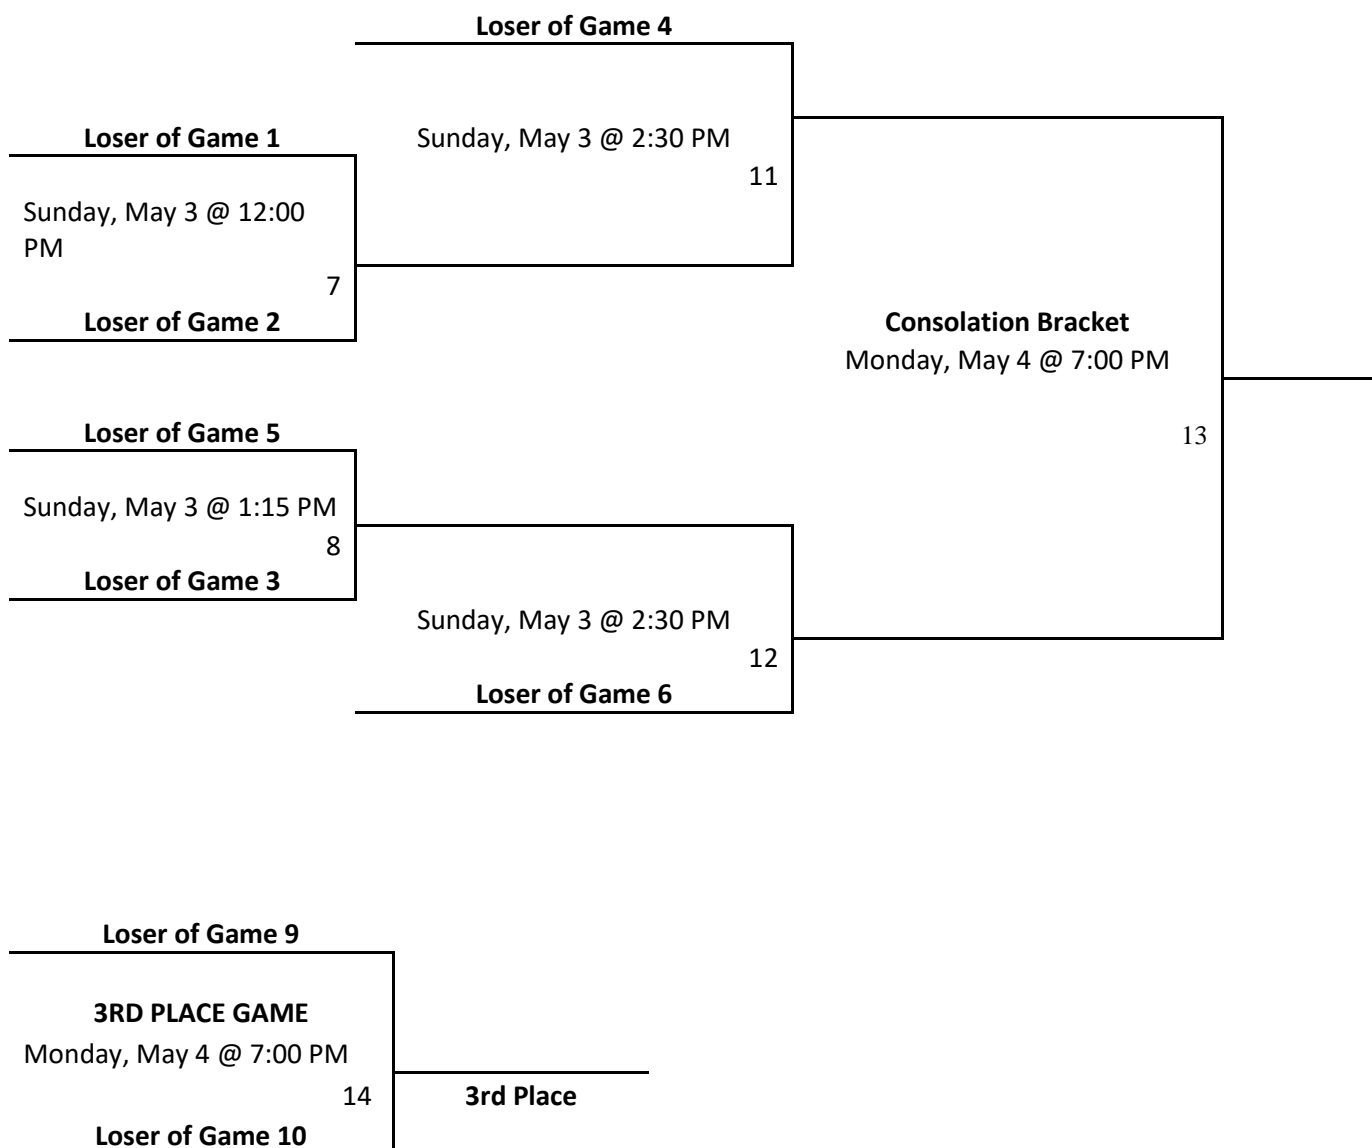 Loser of Game 4
Loser of Game 1
Sunday, May 3 @ 2:30 PM
11
Sunday, May 3 @ 12:00
PM
7
Loser of Game 2
Consolation Bracket
Monday, May 4 @ 7:00 PM
Loser of Game 5
13
Sunday, May 3 @ 1:15 PM
8
Loser of Game 3
Sunday, May 3 @ 2:30 PM
12
Loser of Game 6
Loser of Game 9
3RD PLACE GAME
Monday, May 4 @ 7:00 PM
14
3rd Place
Loser of Game 10